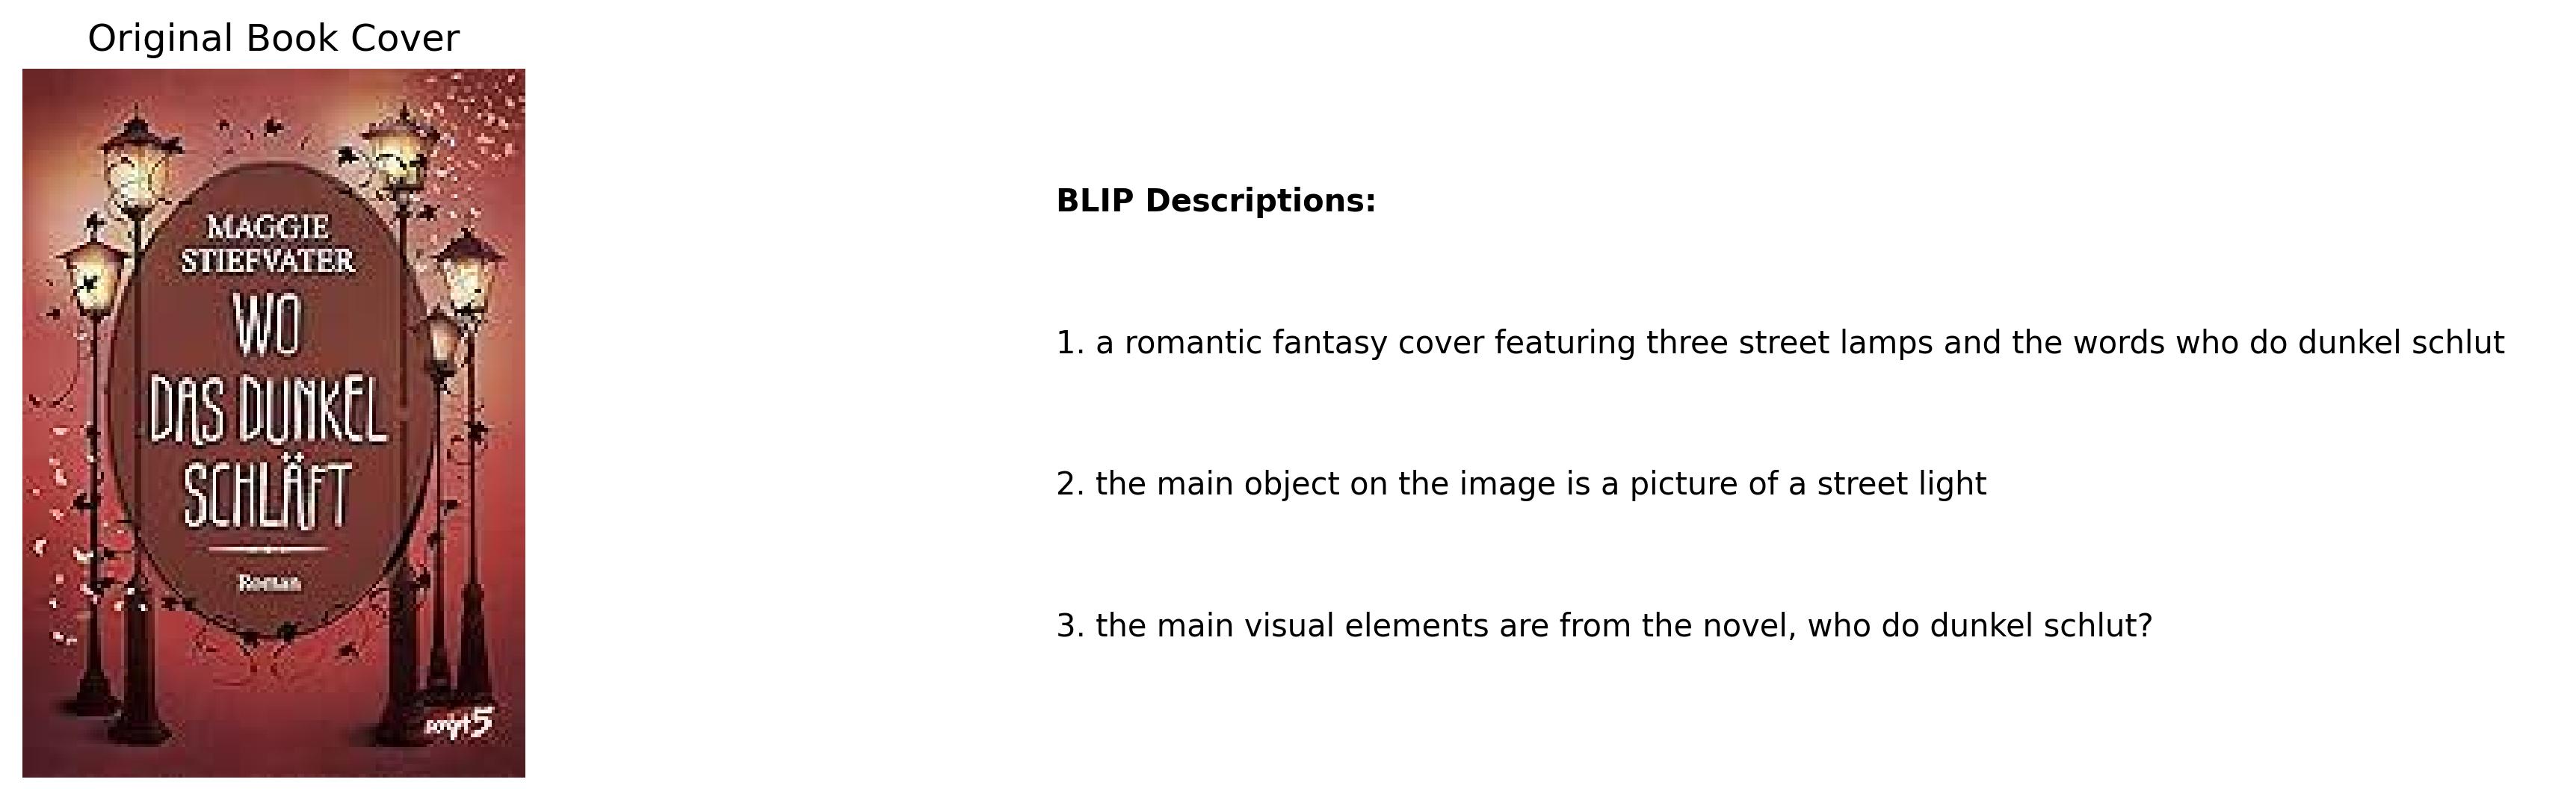 Original Book Cover
MAGGIE
STIEFVATER
WO
DAS DUNKEL
SCHLÄFT
Roman
script5
BLIP Descriptions:
1. a romantic fantasy cover featuring three street lamps and the words who do dunkel schlut
2. the main object on the image is a picture of a street light
3. the main visual elements are from the novel, who do dunkel schlut?